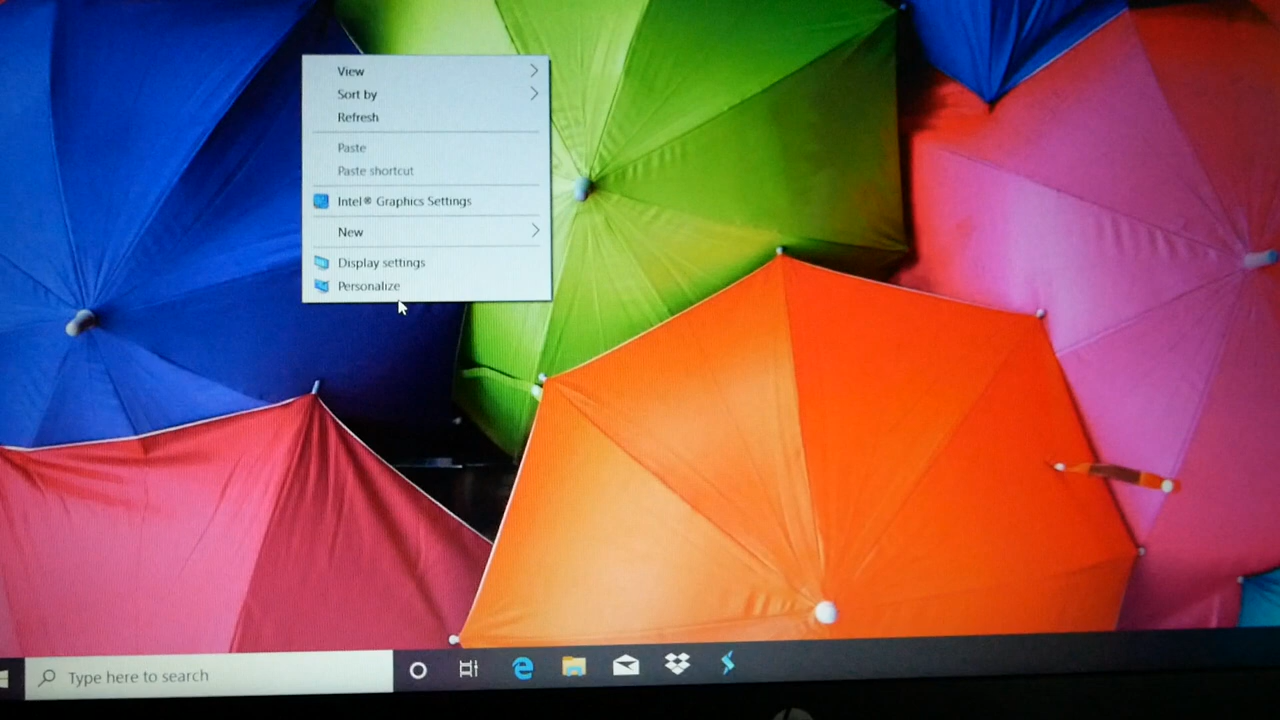 View
Sort by
Refresh
Paste
Paste shortcut
Intel® Graphics Settings
New
Display settings
Personalize
Type here to search